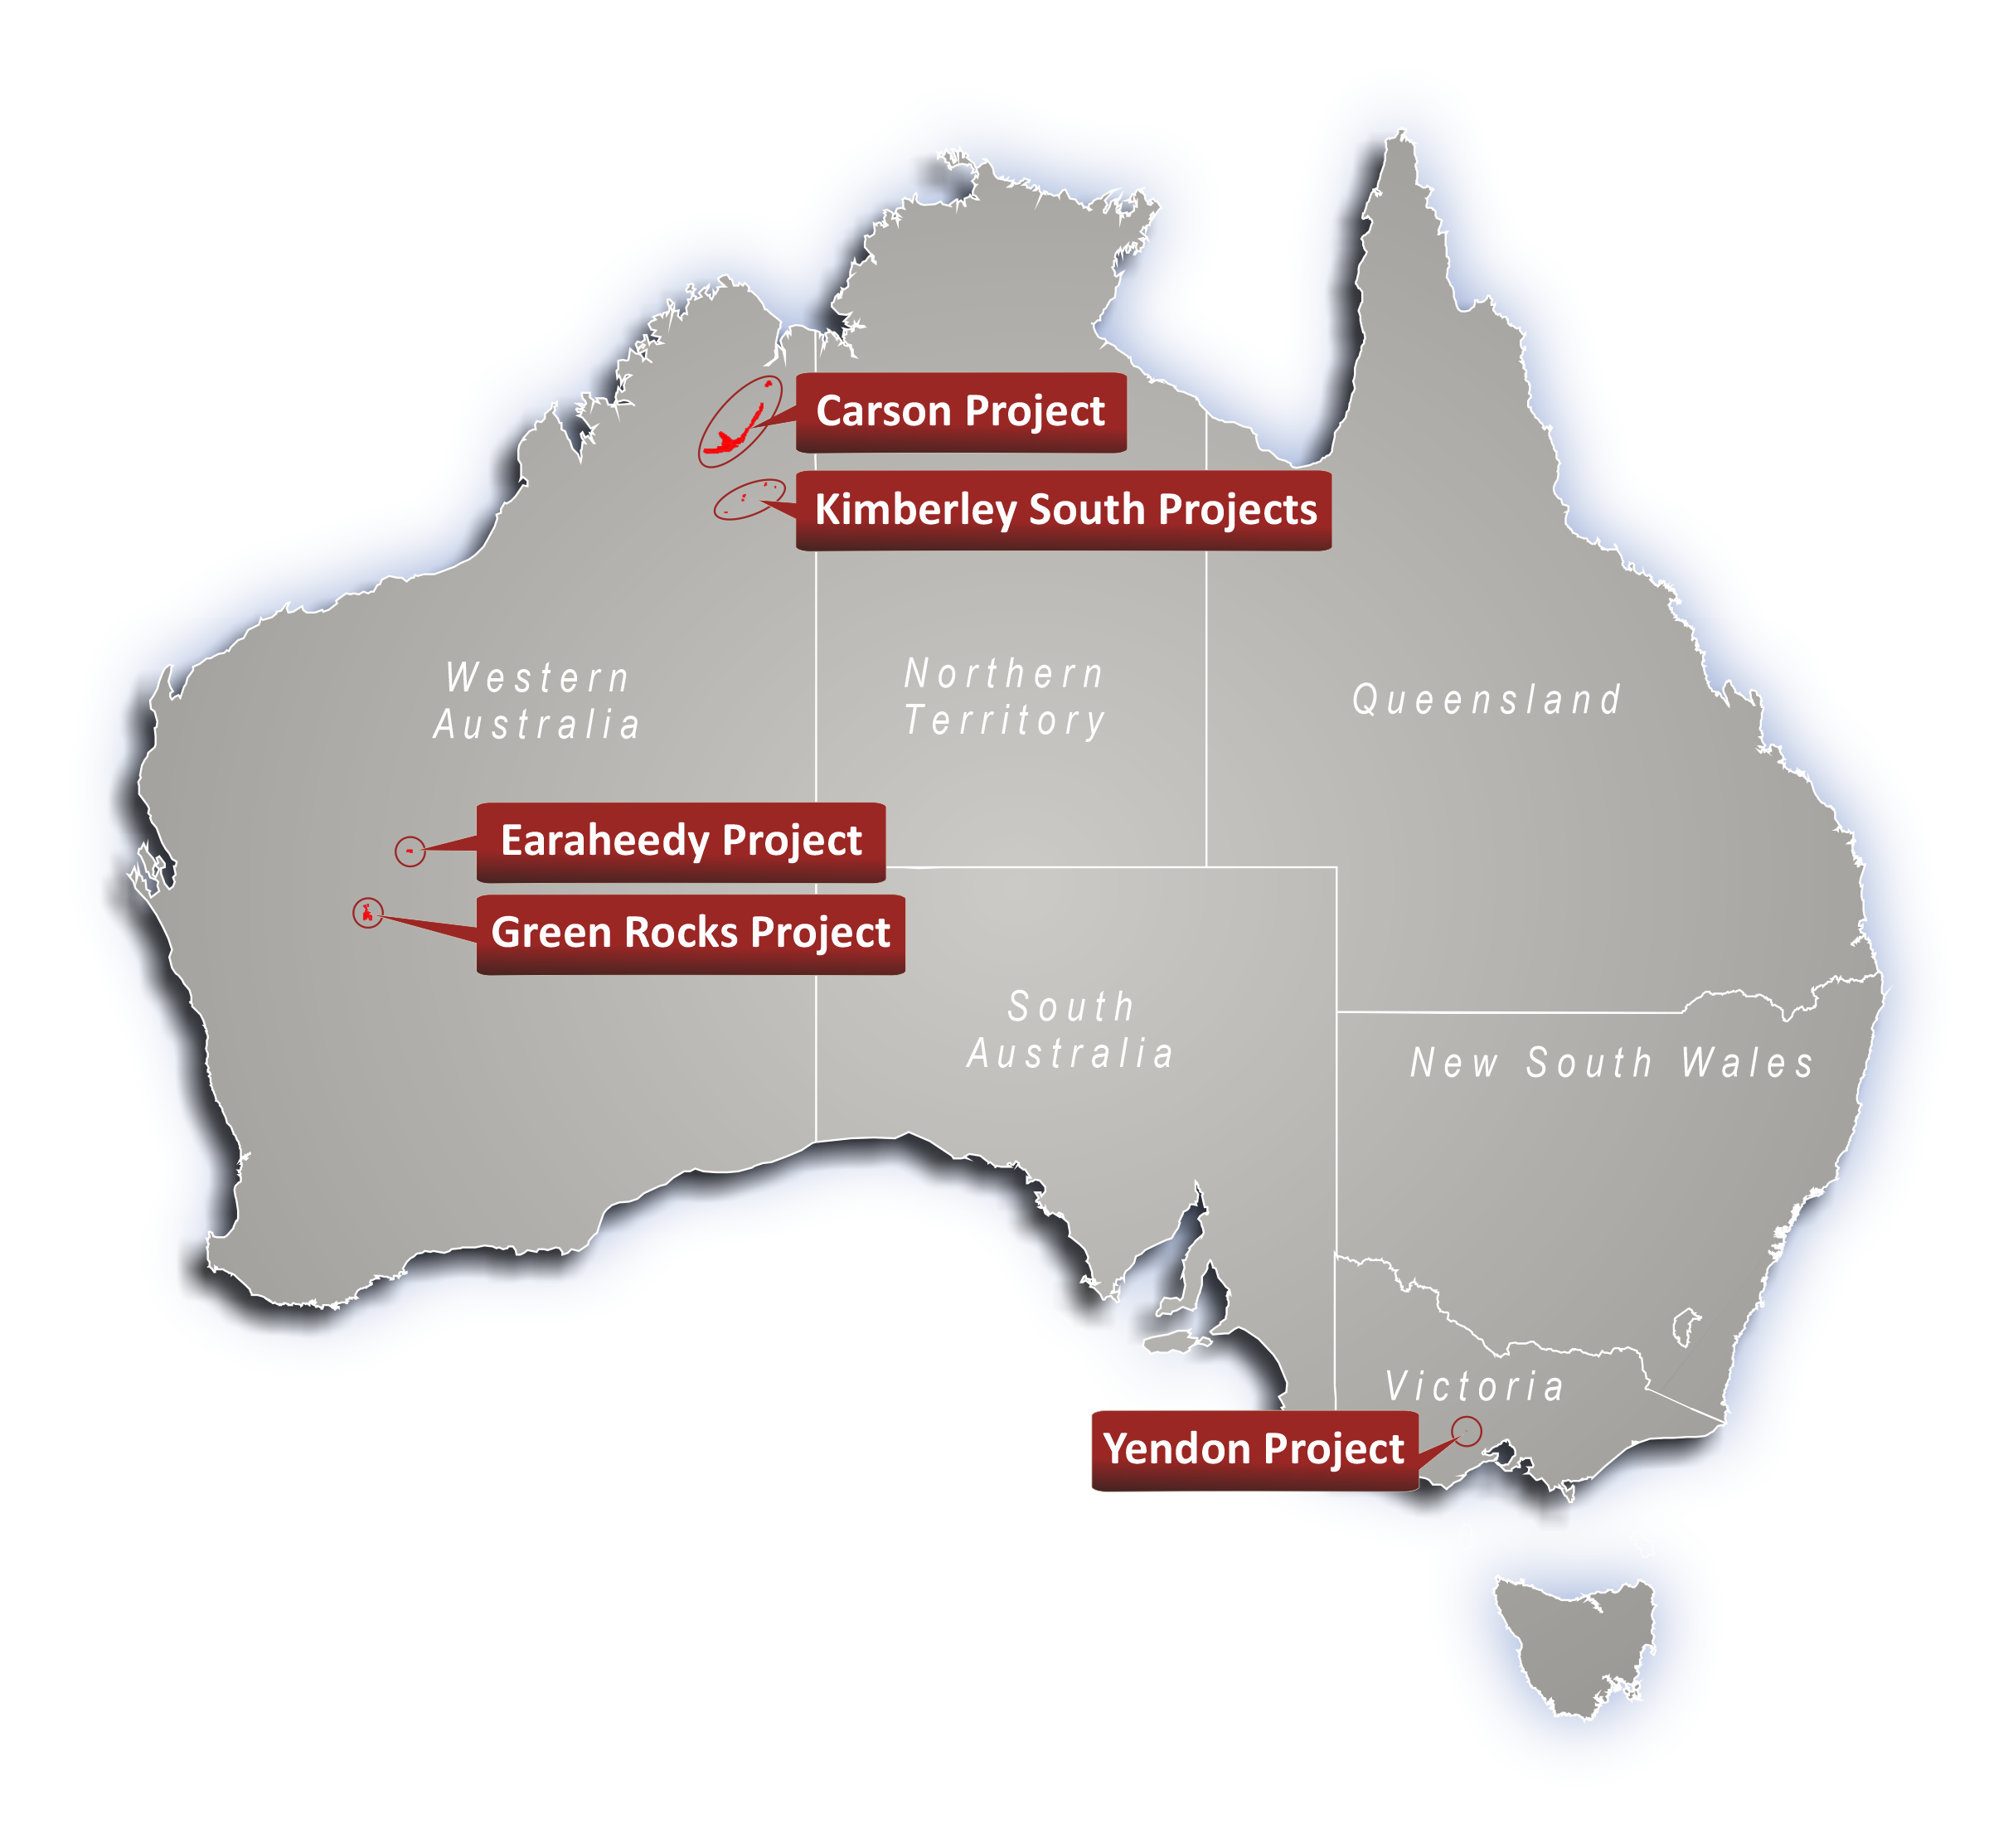 Carson Project
Kimberley South Projects
Western
Australia
Northern
Territory
Queensland
Earaheedy Project
Green Rocks Project
South
Australia
New South Wales
Victoria
Yendon Project